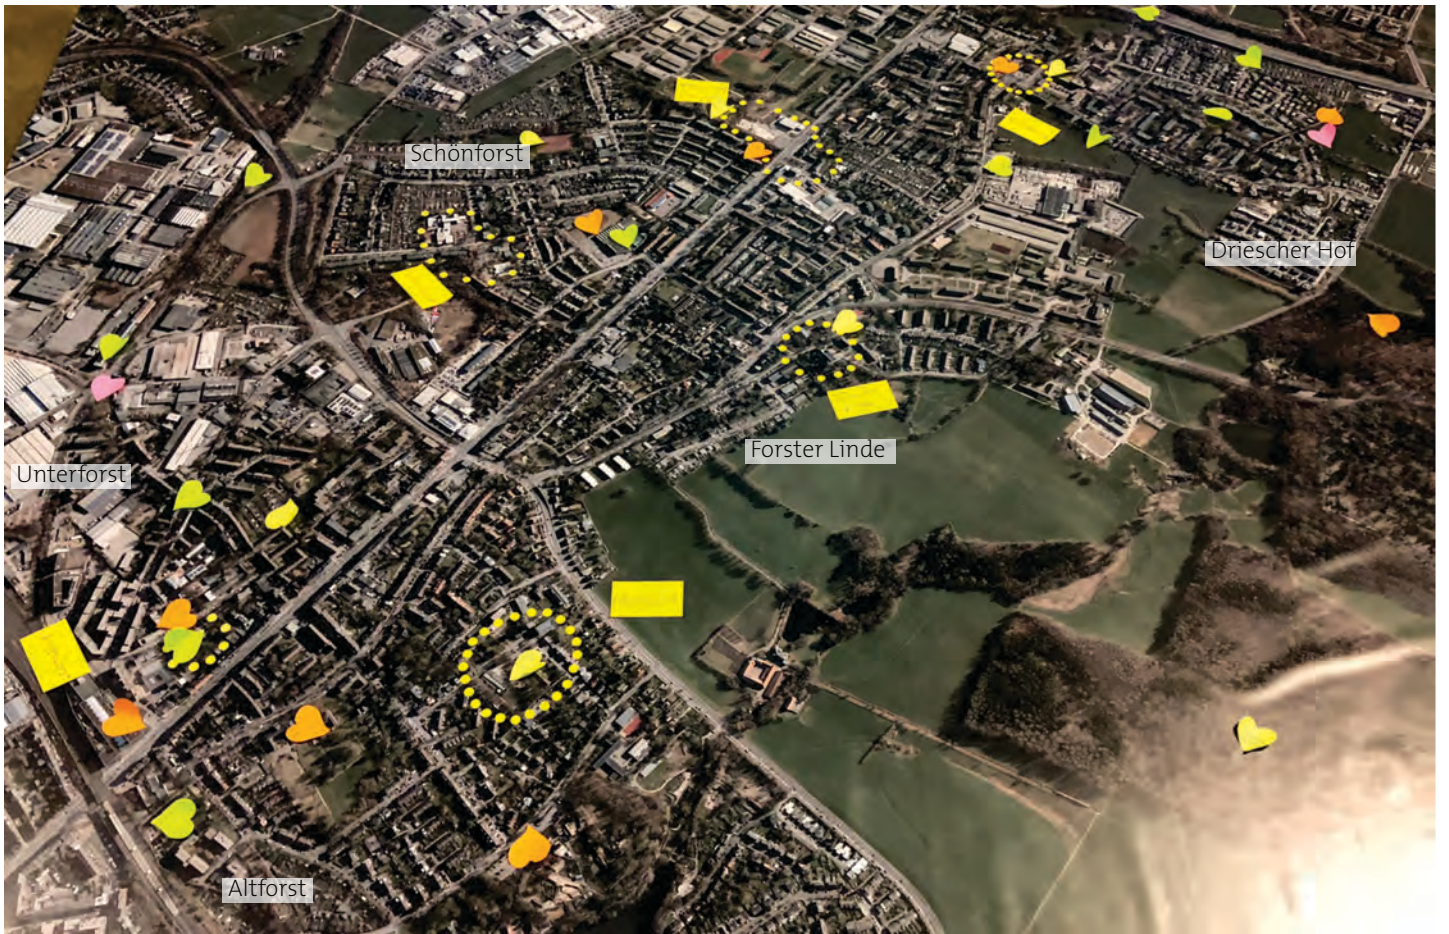 Schönforst
Driescher Hof
Forster Linde
Unterforst
Altforst